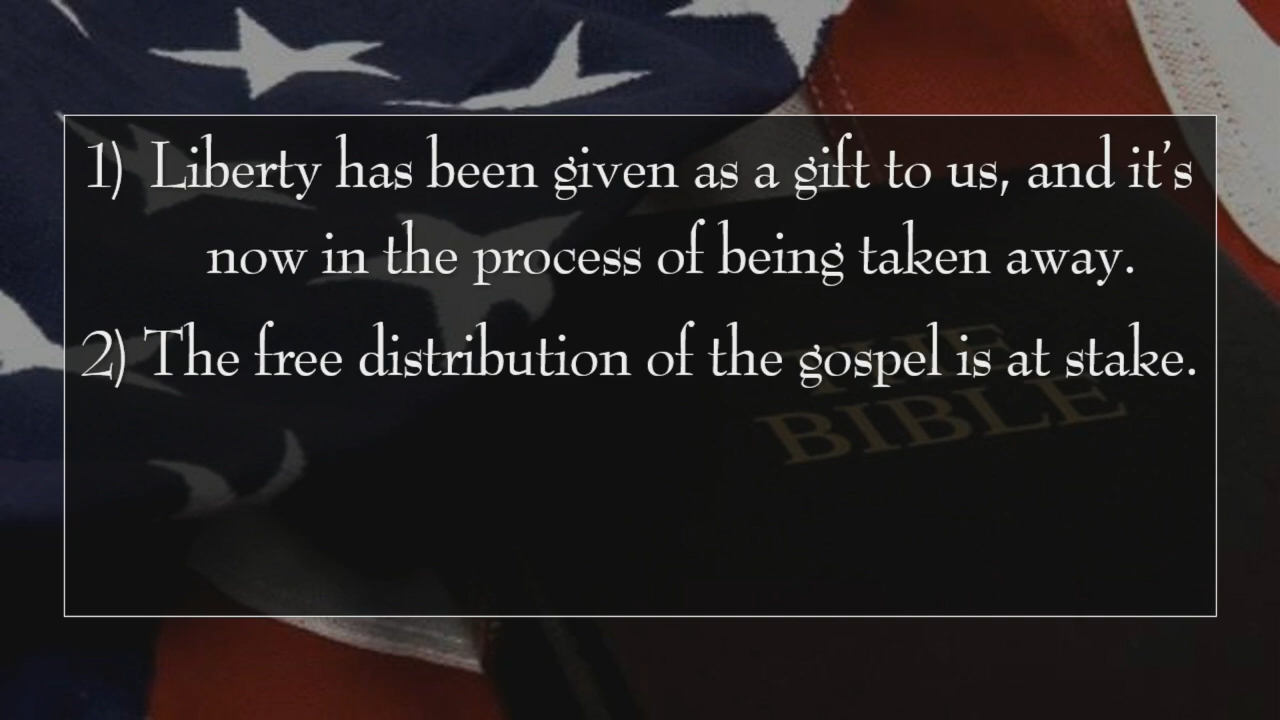 1) Liberty has been given as a gift to us, and it's
now in the process of being taken away.
2) The free distribution of the gospel is at stake.
THE
BIBLE